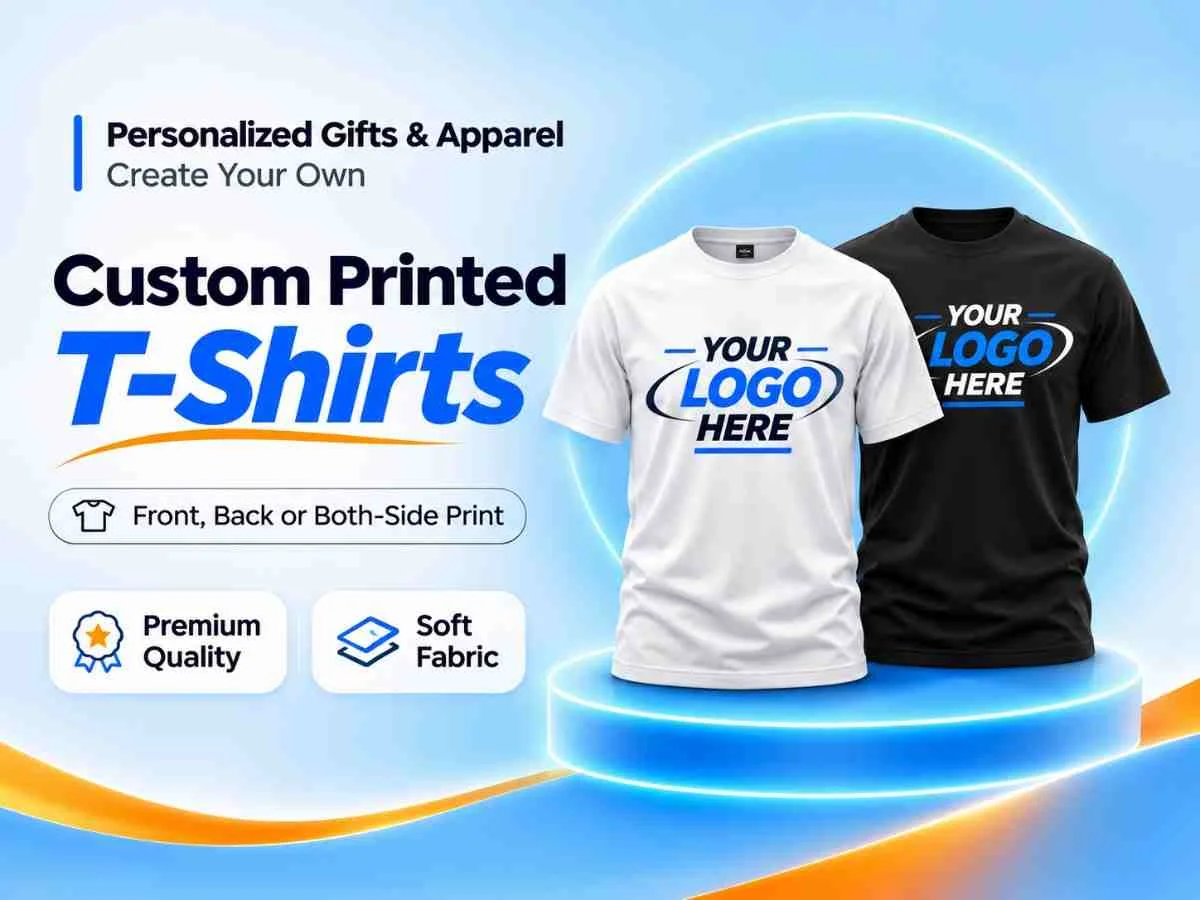 Personalized Gifts & Apparel
Create Your Own
Custom Printed
T-Shirts
Front, Back or Both-Side Print
Premium
Quality
Soft
Fabric
YOUR
LOGO
HERE
YOUR
LOGO
HERE